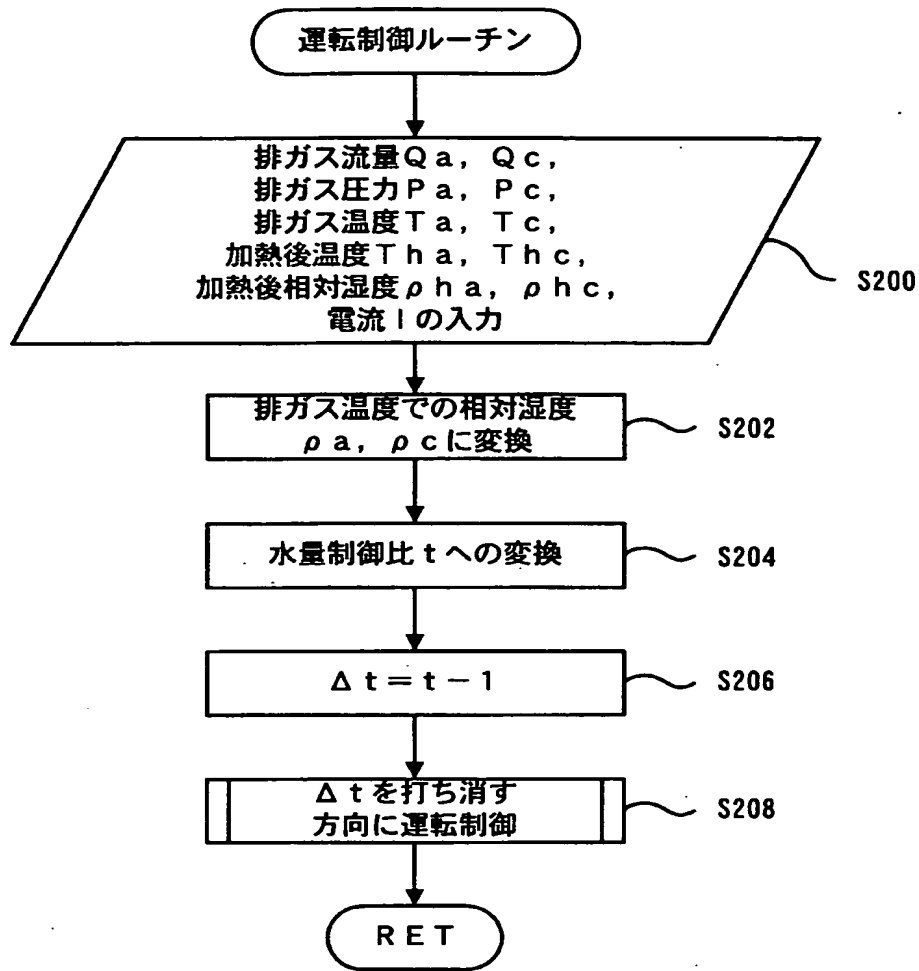 運転制御ルーチン
排ガス流量Qa，Qc，
排ガス圧力Pa，Pc，
排ガス温度Ta，Tc，
加熱後温度Tha，Thc，
加熱後相対湿度ρha，ρhc，
電流Iの入力
S200
排ガス温度での相対湿度
ρa，ρcに変換
S202
水量制御比tへの変換
S204
Δt＝t－1
S206
Δtを打ち消す
方向に運転制御
S208
RET